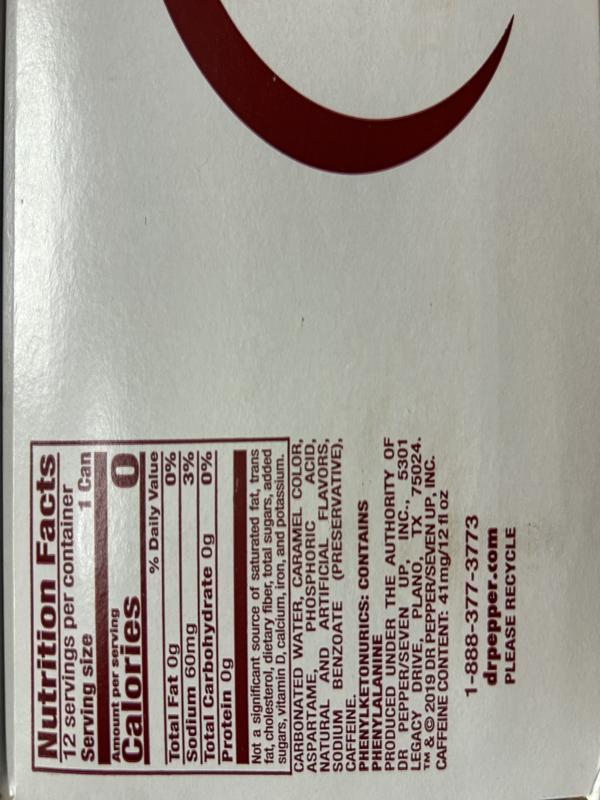 Nutrition Facts
12 servings per container
Serving size 1 Can
Amount per serving
Calories 0
% Daily Value
Total Fat 0g 0%
Sodium 60mg 3%
Total Carbohydrate 0g 0%
Protein 0g
Not a significant source of saturated fat, trans
fat, cholesterol, dietary fiber, total sugars, added
sugars, vitamin D, calcium, iron, and potassium.
CARBONATED WATER, CARAMEL COLOR,
ASPARTAME, PHOSPHORIC ACID,
NATURAL AND ARTIFICIAL FLAVORS,
SODIUM BENZOATE (PRESERVATIVE),
CAFFEINE.
PHENYLKETONURICS: CONTAINS
PHENYLALANINE
PRODUCED UNDER THE AUTHORITY OF
DR PEPPER/SEVEN UP, INC., 5301
LEGACY DRIVE, PLANO, TX 75024.
™ & © 2019 DR PEPPER/SEVEN UP, INC.
CAFFEINE CONTENT: 41mg/12 fl oz
1-888-377-3773
drpepper.com
PLEASE RECYCLE